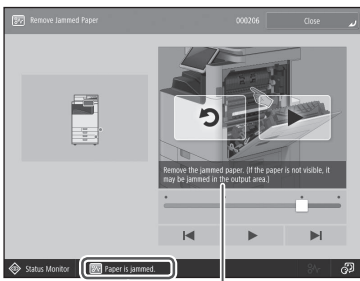 Remove Jammed Paper
000206
Close
Remove the jammed paper. (If the paper is not visible, it
may be jammed in the output area.)
Status Monitor
Paper is jammed.